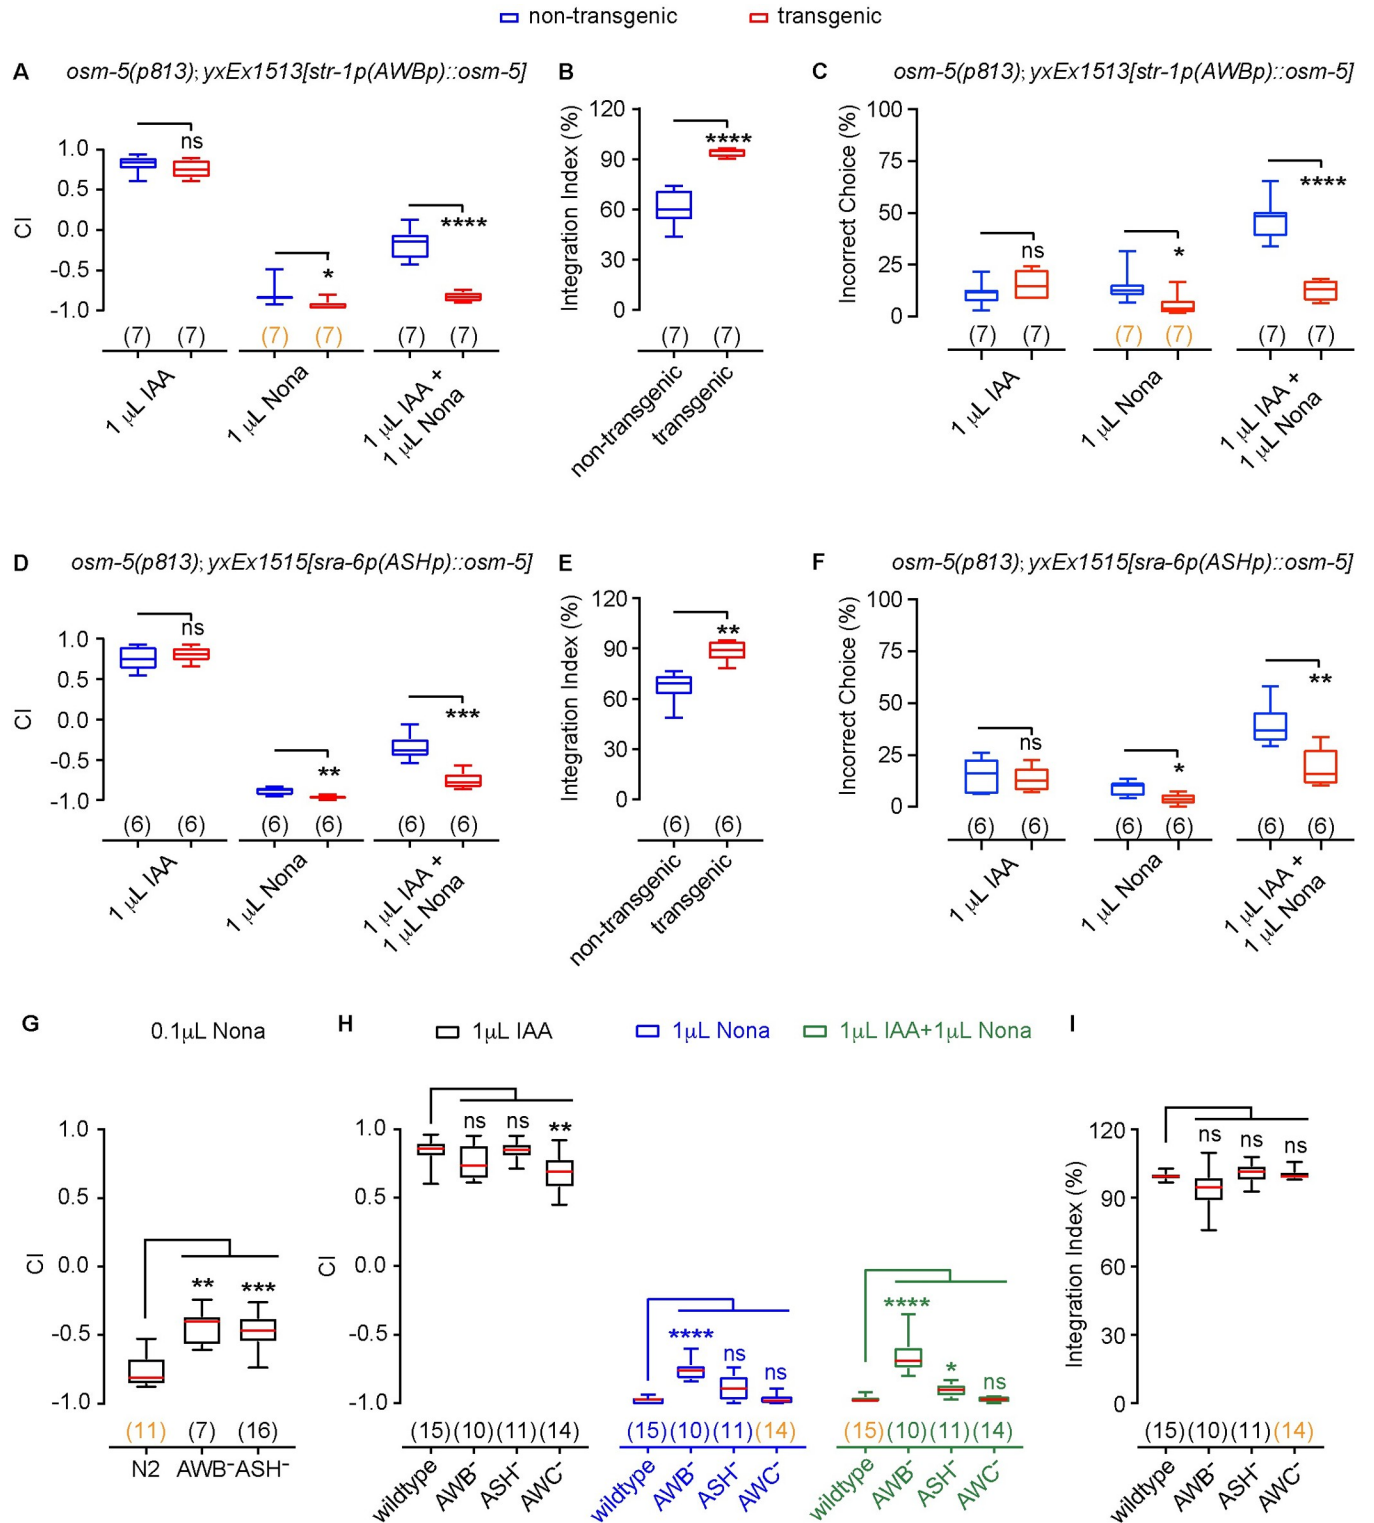 non-transgenic transgenic
A osm-5(p813); yxEx1513[str-1p(AWBp)::osm-5]
CI
1.0
0.5
0.0
-0.5
-1.0
ns * ****
(7) (7) (7) (7) (7) (7)
1 μL IAA
1 μL Nona
1 μL IAA +
1 μL Nona
B
Integration Index (%)
120
90
60
30
0
****
(7) (7)
non-transgenic
transgenic
C osm-5(p813); yxEx1513[str-1p(AWBp)::osm-5]
Incorrect Choice (%)
100
75
50
25
0
ns * ****
(7) (7) (7) (7) (7) (7)
1 μL IAA
1 μL Nona
1 μL IAA +
1 μL Nona
D osm-5(p813); yxEx1515[sra-6p(ASHp)::osm-5]
CI
1.0
0.5
0.0
-0.5
-1.0
ns ** ***
(6) (6) (6) (6) (6) (6)
1 μL IAA
1 μL Nona
1 μL IAA +
1 μL Nona
E
Integration Index (%)
120
90
60
30
0
**
(6) (6)
non-transgenic
transgenic
F osm-5(p813); yxEx1515[sra-6p(ASHp)::osm-5]
Incorrect Choice (%)
100
75
50
25
0
ns * **
(6) (6) (6) (6) (6) (6)
1 μL IAA
1 μL Nona
1 μL IAA +
1 μL Nona
G 0.1μL Nona
CI
1.0
0.5
0.0
-0.5
-1.0
** ***
(11) (7) (16)
N2 AWB⁻ ASH⁻
H 1μL IAA 1μL Nona 1μL IAA+1μL Nona
CI
1.0
0.5
0.0
-0.5
-1.0
ns ns **
**** ns ns
**** * ns
(15) (10) (11) (14) (15) (10) (11) (14) (15) (10) (11) (14)
wildtype AWB⁻ ASH⁻ AWC⁻ wildtype AWB⁻ ASH⁻ AWC⁻ wildtype AWB⁻ ASH⁻ AWC⁻
I
Integration Index (%)
120
90
60
30
0
ns ns ns
(15) (10) (11) (14)
wildtype AWB⁻ ASH⁻ AWC⁻